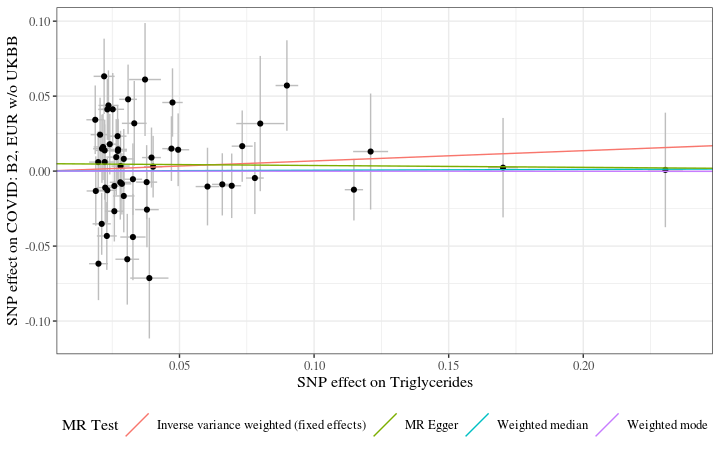 SNP effect on COVID: B2, EUR w/o UKBB
0.10
0.05
0.00
-0.05
-0.10
0.05 0.10 0.15 0.20
SNP effect on Triglycerides
MR Test Inverse variance weighted (fixed effects) MR Egger Weighted median Weighted mode